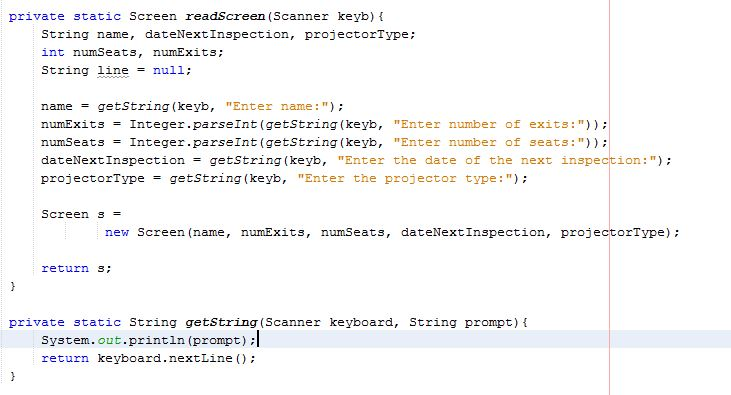 private static Screen readScreen(Scanner keyb){
String name, dateNextInspection, projectorType;
int numSeats, numExits;
String line = null;
name = getString(keyb, "Enter name:");
numExits = Integer.parseInt(getString(keyb, "Enter number of exits:"));
numSeats = Integer.parseInt(getString(keyb, "Enter number of seats:"));
dateNextInspection = getString(keyb, "Enter the date of the next inspection:");
projectorType = getString(keyb, "Enter the projector type:");
Screen s =
new Screen(name, numExits, numSeats, dateNextInspection, projectorType);
return s;
}
private static String getString(Scanner keyboard, String prompt){
System.out.println(prompt);
return keyboard.nextLine();
}